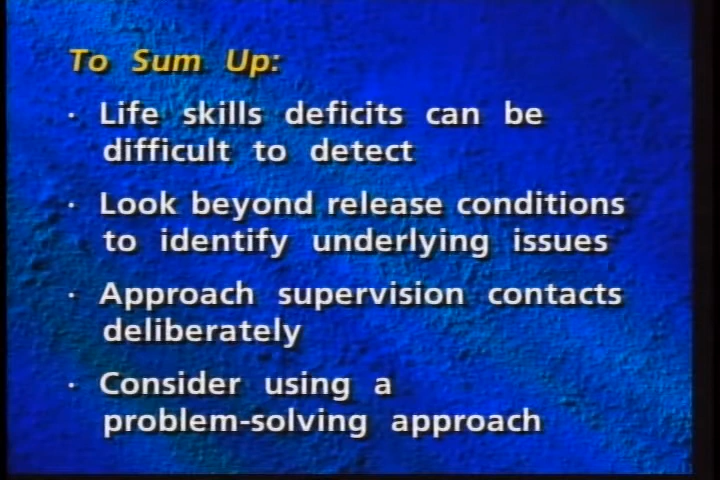 To Sum Up:
· Life skills deficits can be
difficult to detect
· Look beyond release conditions
to identify underlying issues
· Approach supervision contacts
deliberately
· Consider using a
problem-solving approach